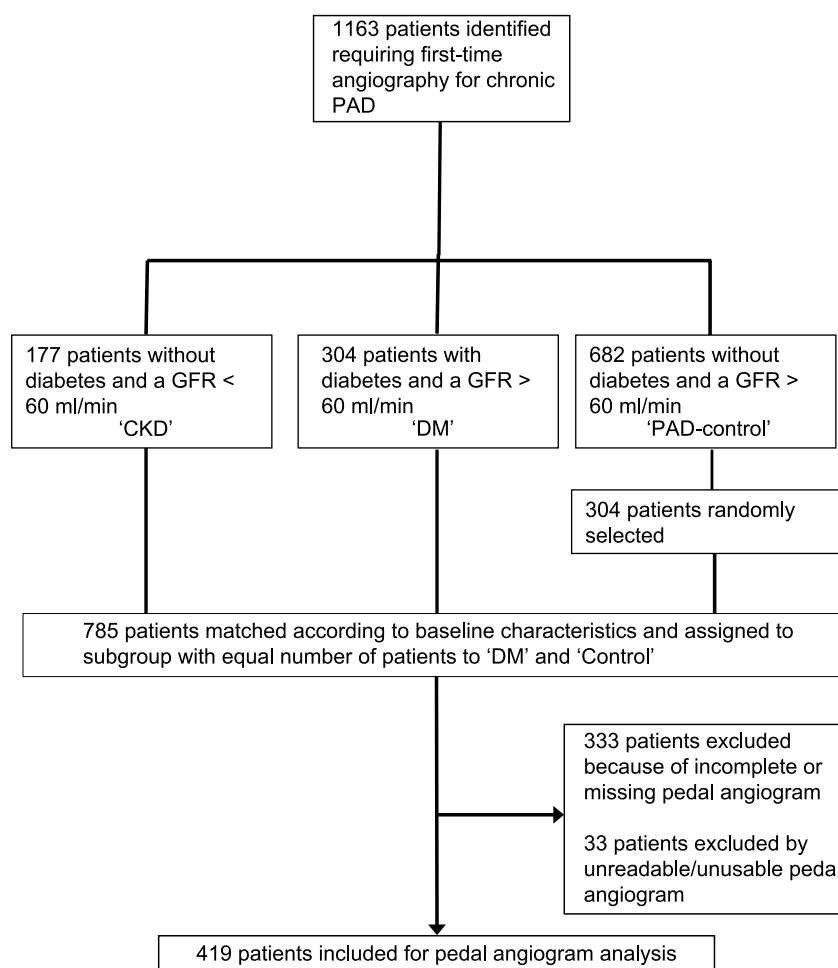 1163 patients identified
requiring first-time
angiography for chronic
PAD
177 patients without
diabetes and a GFR <
60 ml/min
‘CKD’
304 patients with
diabetes and a GFR >
60 ml/min
‘DM’
682 patients without
diabetes and a GFR >
60 ml/min
‘PAD-control’
304 patients randomly
selected
785 patients matched according to baseline characteristics and assigned to
subgroup with equal number of patients to ‘DM’ and ‘Control’
333 patients excluded
because of incomplete or
missing pedal angiogram
33 patients excluded by
unreadable/unusable peda
angiogram
419 patients included for pedal angiogram analysis